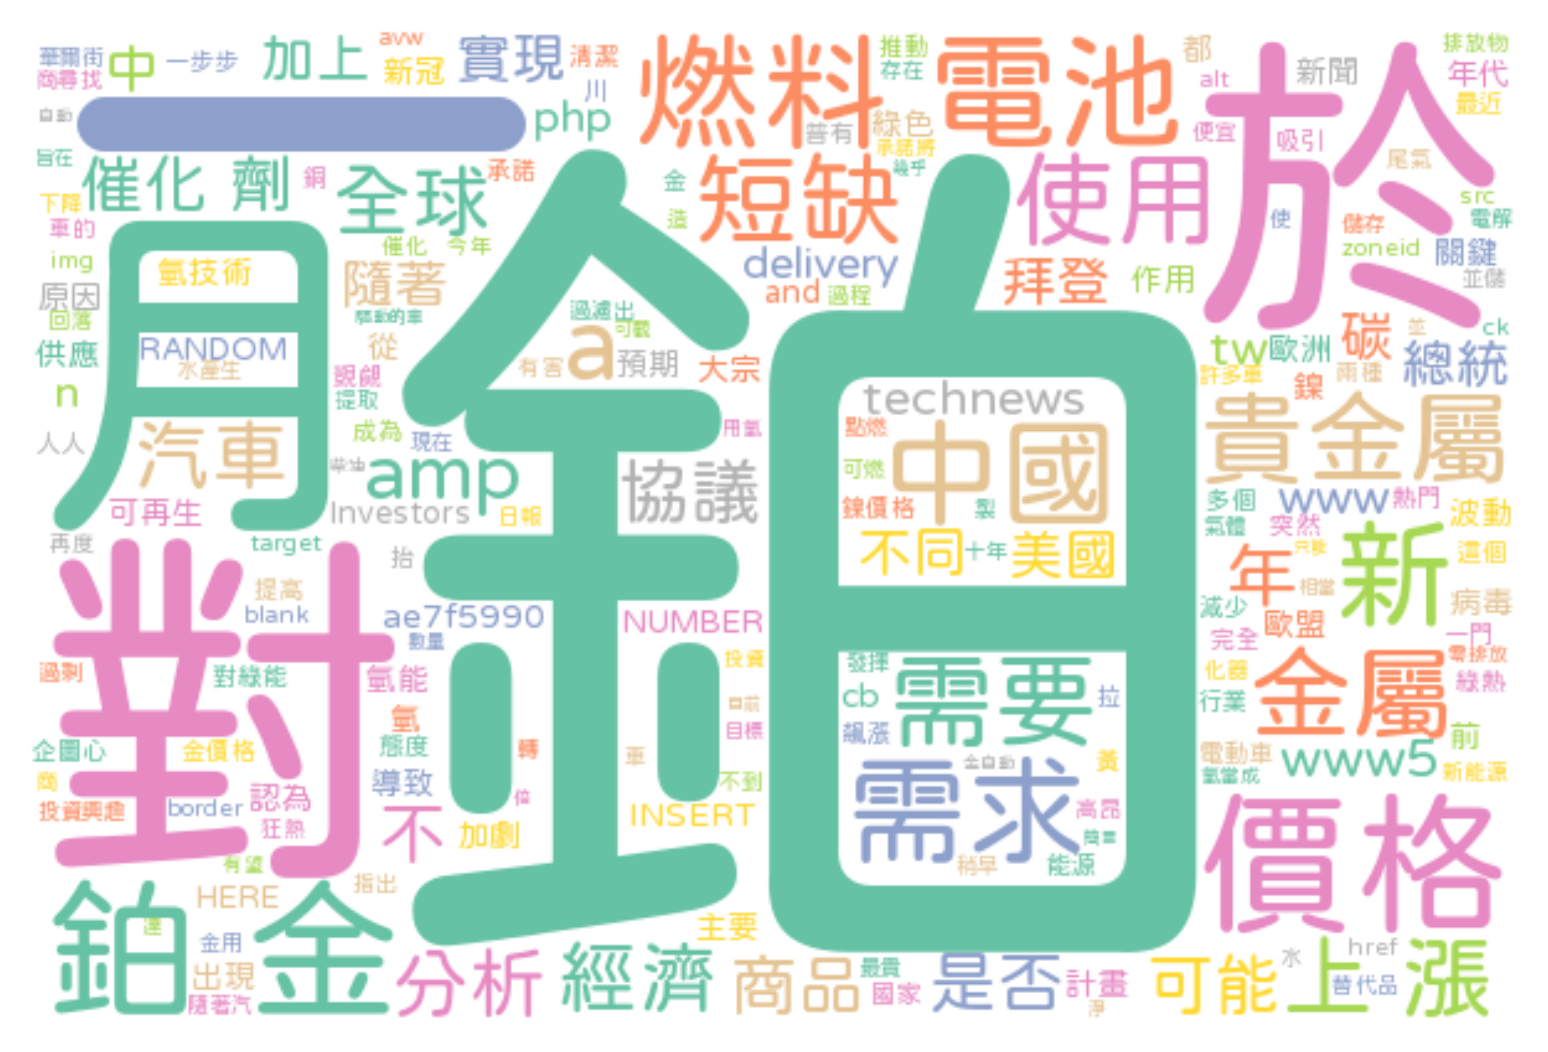 華爾街
商尋找
中
一步步
加上
avw
新冠
實現
清潔
川
燃料電池
推動
存在
都
alt
新聞
排放物
年代
最近
自動
一
php
普有
綠色
承諾將
便宜
吸引
於
旨在
催化劑
銅
全球
承諾
金
造
短缺
幾乎
使用
尾氣
src
電解
下降
車的
催化
今年
delivery
使
儲存
zoneid
關鍵
img
氫技術
隨著
and
過程
拜登
作用
並儲
原因
回落
驅動的車
過濾出
可觀
tw
歐洲
碳
並
ck
總統
供應
RANDOM
水產生
從
a
有害
預期
大宗
許多車
鎳
兩種
n
月
覬覦
提取
technews
貴金屬
人人
汽車
成為
現在
用氫
點燃
中國
柴油
amp
協議
可燃
可再生
Investors
日報
鎳價格
製
多個
www
熱門
波動
氣體
突然
再度
target
抬
不同
十年
美國
年
只能
新
這個
提高
blank
ae7f5990
數量
NUMBER
相當
病毒
減少
歐盟
完全
一門
鉑
對
過剩
對綠能
氫能
投資
發揮
需要
零排放
化器
金屬
綠熱
氫
目前
cb
拉
行業
企圖心
金價格
態度
轉
目標
飆漲
前
車
金自動
黃
電動車
www5
商
導致
不到
需求
氫當成
新能源
投資興趣
border
認為
倍
狂熱
不
加劇
INSERT
高昂
簡單
價格
有望
稍早
能源
鉑金
達
HERE
指出
金用
主要
出現
隨著汽
分析
經濟
商品
最貴
國家
是否
計畫
淨
可能
水
上漲
href
替代品